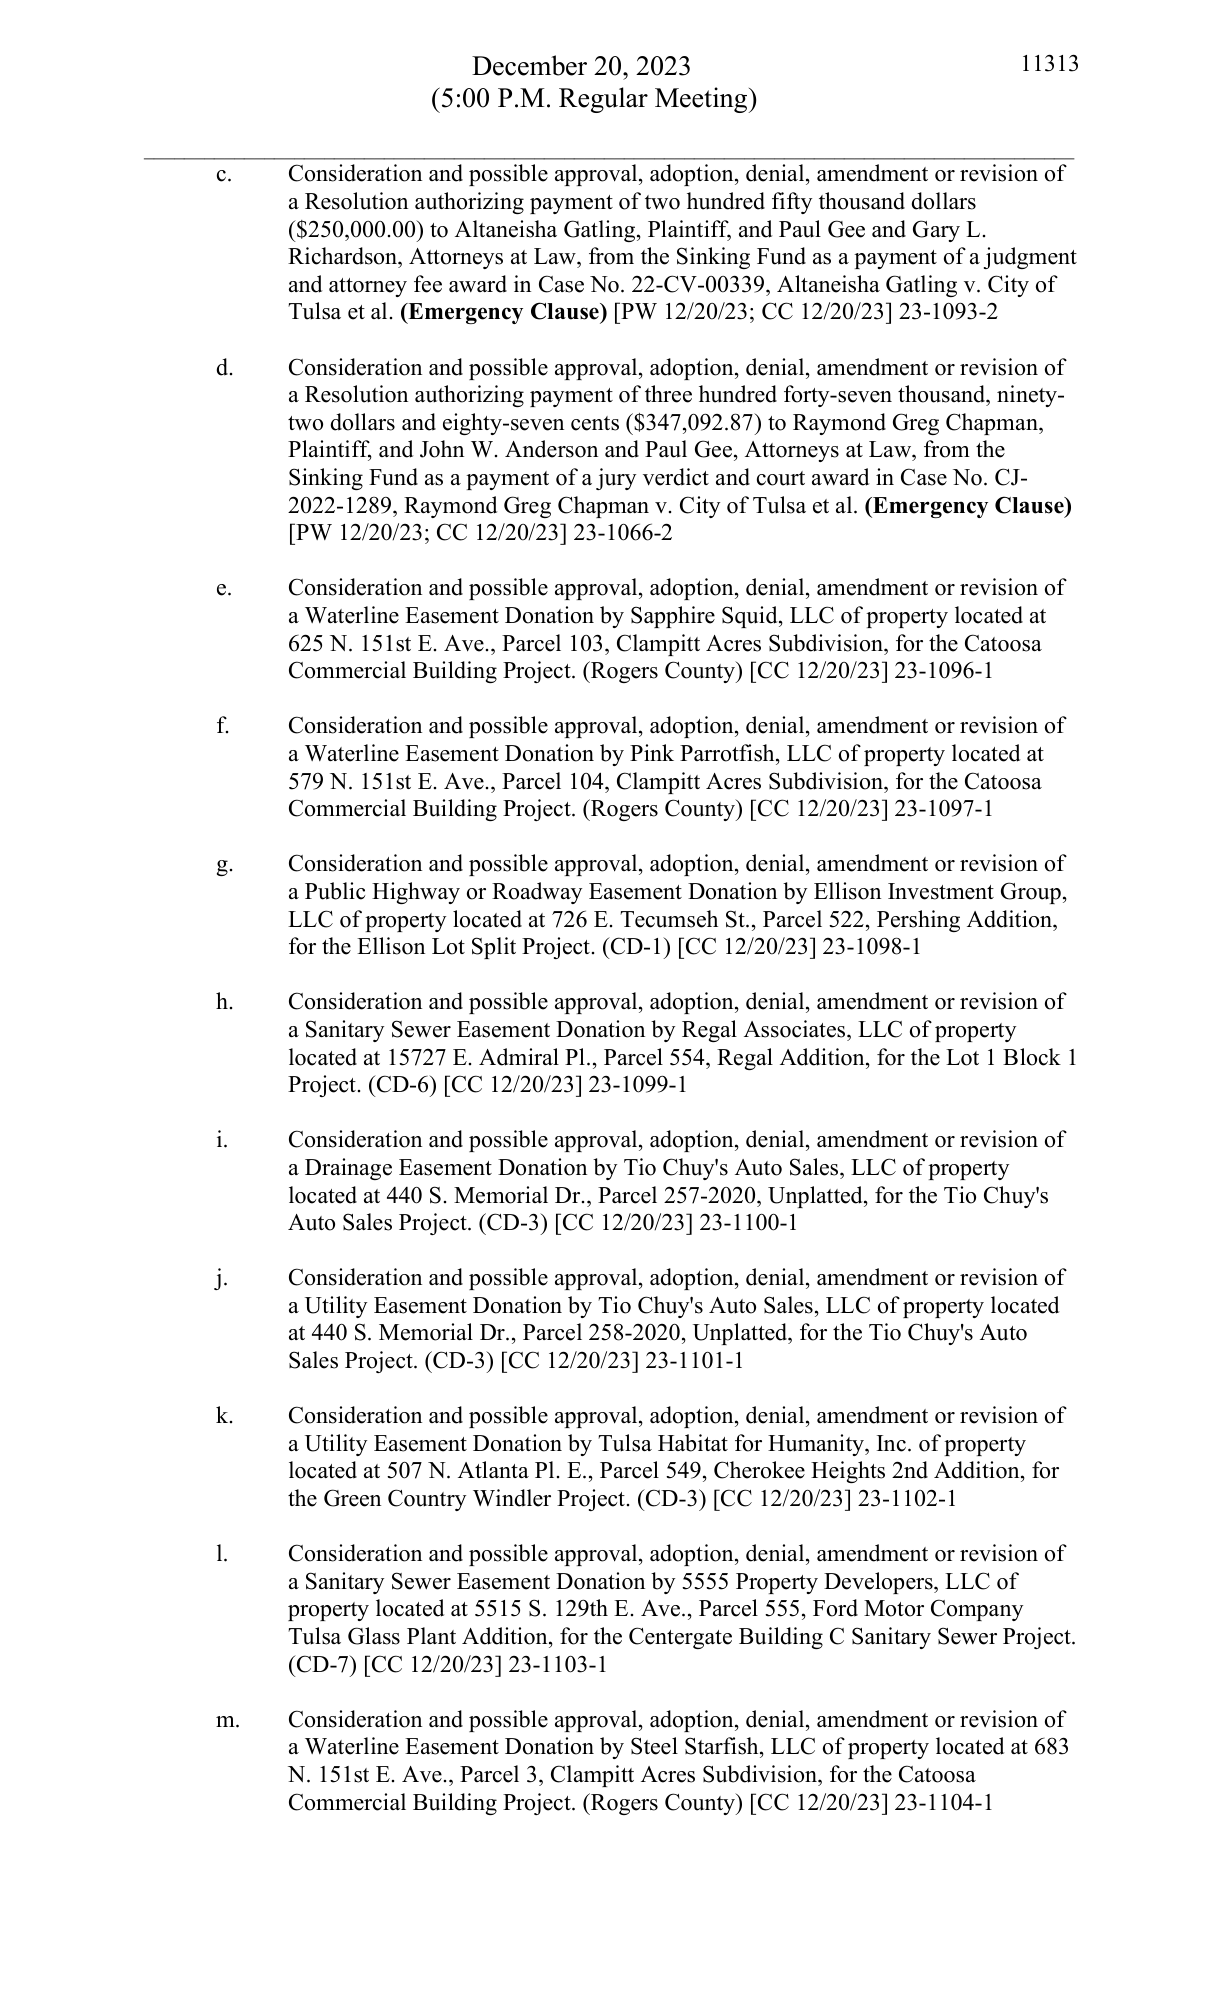 December 20, 2023
11313
(5:00 P.M. Regular Meeting)
c. Consideration and possible approval, adoption, denial, amendment or revision of
a Resolution authorizing payment of two hundred fifty thousand dollars
($250,000.00) to Altaneisha Gatling, Plaintiff, and Paul Gee and Gary L.
Richardson, Attorneys at Law, from the Sinking Fund as a payment of a judgment
and attorney fee award in Case No. 22-CV-00339, Altaneisha Gatling v. City of
Tulsa et al. (Emergency Clause) [PW 12/20/23; CC 12/20/23] 23-1093-2
d. Consideration and possible approval, adoption, denial, amendment or revision of
a Resolution authorizing payment of three hundred forty-seven thousand, ninety-
two dollars and eighty-seven cents ($347,092.87) to Raymond Greg Chapman,
Plaintiff, and John W. Anderson and Paul Gee, Attorneys at Law, from the
Sinking Fund as a payment of a jury verdict and court award in Case No. CJ-
2022-1289, Raymond Greg Chapman v. City of Tulsa et al. (Emergency Clause)
[PW 12/20/23; CC 12/20/23] 23-1066-2
e. Consideration and possible approval, adoption, denial, amendment or revision of
a Waterline Easement Donation by Sapphire Squid, LLC of property located at
625 N. 151st E. Ave., Parcel 103, Clampitt Acres Subdivision, for the Catoosa
Commercial Building Project. (Rogers County) [CC 12/20/23] 23-1096-1
f. Consideration and possible approval, adoption, denial, amendment or revision of
a Waterline Easement Donation by Pink Parrotfish, LLC of property located at
579 N. 151st E. Ave., Parcel 104, Clampitt Acres Subdivision, for the Catoosa
Commercial Building Project. (Rogers County) [CC 12/20/23] 23-1097-1
g. Consideration and possible approval, adoption, denial, amendment or revision of
a Public Highway or Roadway Easement Donation by Ellison Investment Group,
LLC of property located at 726 E. Tecumseh St., Parcel 522, Pershing Addition,
for the Ellison Lot Split Project. (CD-1) [CC 12/20/23] 23-1098-1
h. Consideration and possible approval, adoption, denial, amendment or revision of
a Sanitary Sewer Easement Donation by Regal Associates, LLC of property
located at 15727 E. Admiral Pl., Parcel 554, Regal Addition, for the Lot 1 Block 1
Project. (CD-6) [CC 12/20/23] 23-1099-1
i. Consideration and possible approval, adoption, denial, amendment or revision of
a Drainage Easement Donation by Tio Chuy's Auto Sales, LLC of property
located at 440 S. Memorial Dr., Parcel 257-2020, Unplatted, for the Tio Chuy's
Auto Sales Project. (CD-3) [CC 12/20/23] 23-1100-1
j. Consideration and possible approval, adoption, denial, amendment or revision of
a Utility Easement Donation by Tio Chuy's Auto Sales, LLC of property located
at 440 S. Memorial Dr., Parcel 258-2020, Unplatted, for the Tio Chuy's Auto
Sales Project. (CD-3) [CC 12/20/23] 23-1101-1
k. Consideration and possible approval, adoption, denial, amendment or revision of
a Utility Easement Donation by Tulsa Habitat for Humanity, Inc. of property
located at 507 N. Atlanta Pl. E., Parcel 549, Cherokee Heights 2nd Addition, for
the Green Country Windler Project. (CD-3) [CC 12/20/23] 23-1102-1
l. Consideration and possible approval, adoption, denial, amendment or revision of
a Sanitary Sewer Easement Donation by 5555 Property Developers, LLC of
property located at 5515 S. 129th E. Ave., Parcel 555, Ford Motor Company
Tulsa Glass Plant Addition, for the Centergate Building C Sanitary Sewer Project.
(CD-7) [CC 12/20/23] 23-1103-1
m. Consideration and possible approval, adoption, denial, amendment or revision of
a Waterline Easement Donation by Steel Starfish, LLC of property located at 683
N. 151st E. Ave., Parcel 3, Clampitt Acres Subdivision, for the Catoosa
Commercial Building Project. (Rogers County) [CC 12/20/23] 23-1104-1